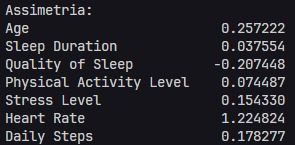 Assimetria:
Age 0.257222
Sleep Duration 0.037554
Quality of Sleep -0.207448
Physical Activity Level 0.074487
Stress Level 0.154330
Heart Rate 1.224824
Daily Steps 0.178277